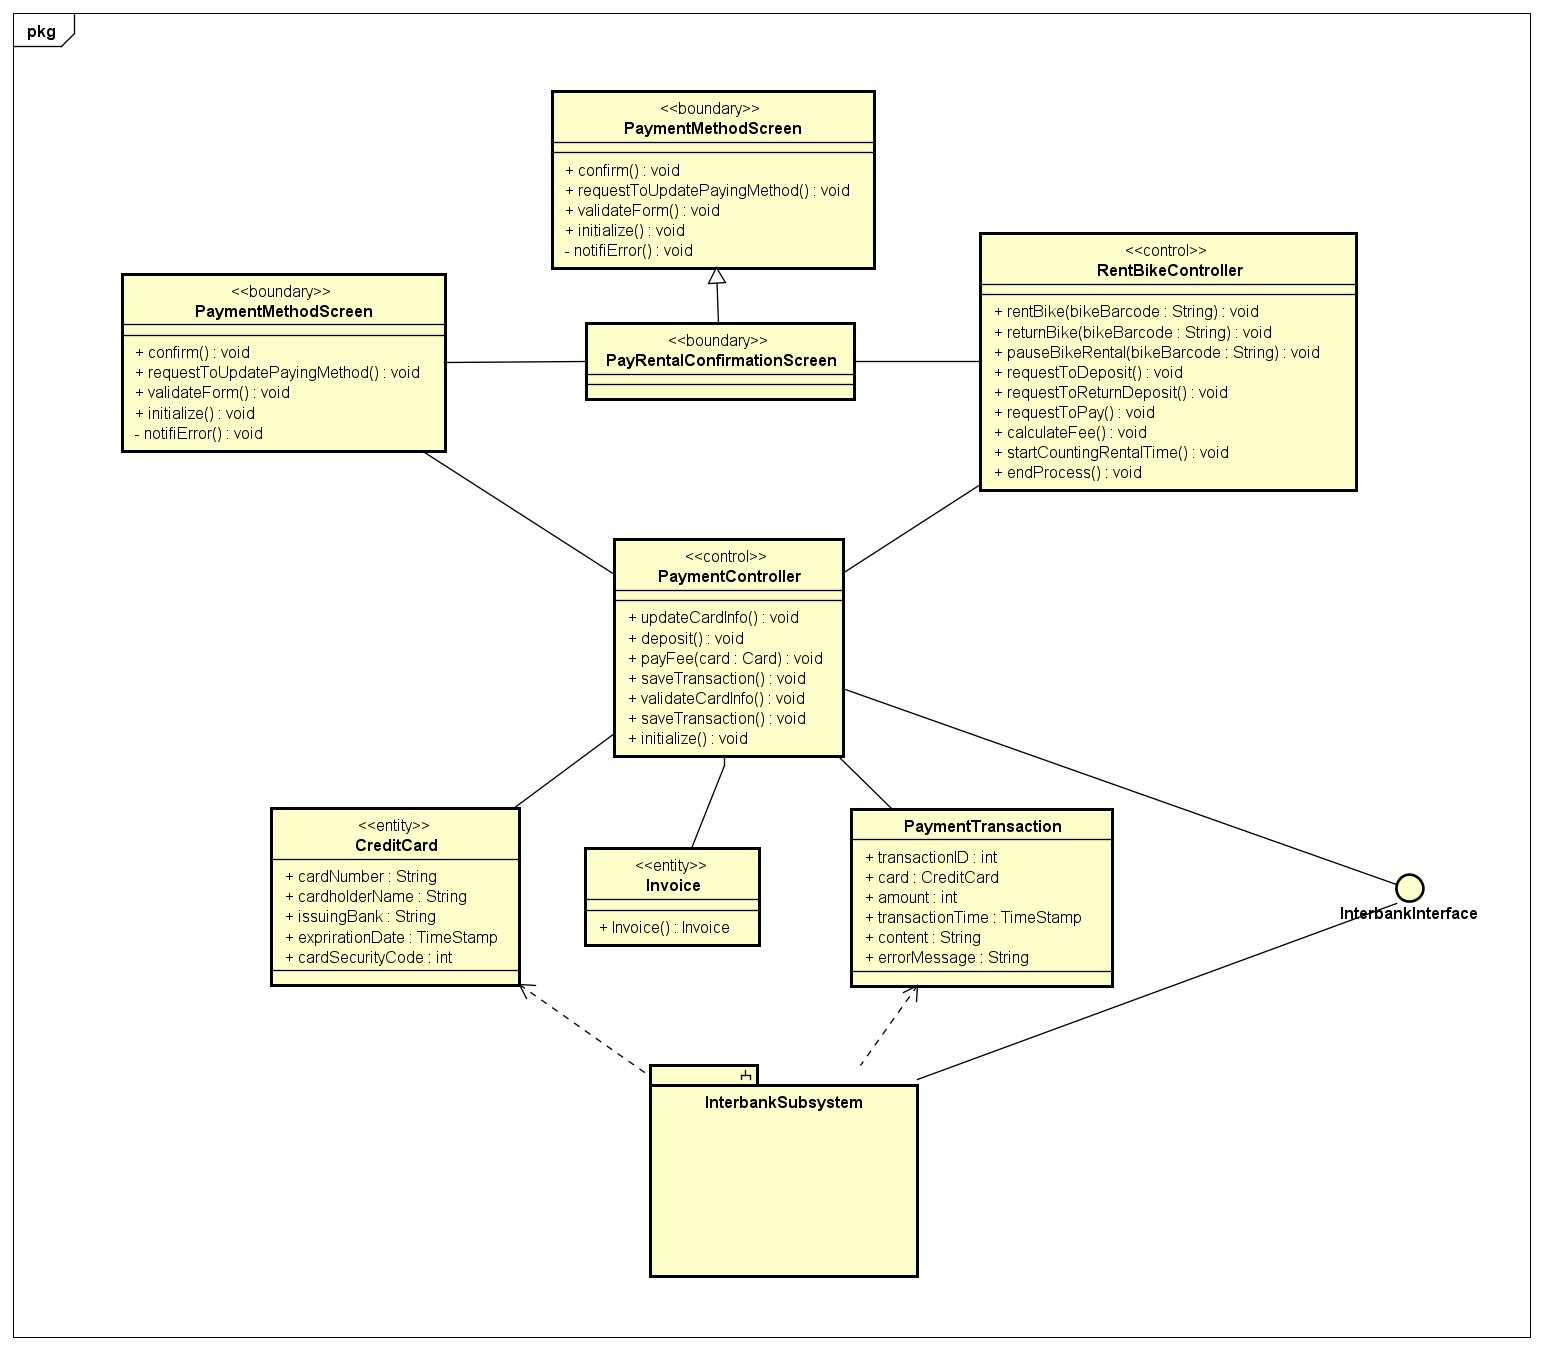 pkg
<<boundary>>
PaymentMethodScreen
+ confirm() : void
+ requestToUpdatePayingMethod() : void
+ validateForm() : void
+ initialize() : void
- notifiError() : void
<<boundary>>
PaymentMethodScreen
+ confirm() : void
+ requestToUpdatePayingMethod() : void
+ validateForm() : void
+ initialize() : void
- notifiError() : void
<<boundary>>
PayRentalConfirmationScreen
<<control>>
RentBikeController
+ rentBike(bikeBarcode : String) : void
+ returnBike(bikeBarcode : String) : void
+ pauseBikeRental(bikeBarcode : String) : void
+ requestToDeposit() : void
+ requestToReturnDeposit() : void
+ requestToPay() : void
+ calculateFee() : void
+ startCountingRentalTime() : void
+ endProcess() : void
<<control>>
PaymentController
+ updateCardInfo() : void
+ deposit() : void
+ payFee(card : Card) : void
+ saveTransaction() : void
+ validateCardInfo() : void
+ saveTransaction() : void
+ initialize() : void
<<entity>>
CreditCard
+ cardNumber : String
+ cardholderName : String
+ issuingBank : String
+ exprirationDate : TimeStamp
+ cardSecurityCode : int
<<entity>>
Invoice
+ Invoice() : Invoice
PaymentTransaction
+ transactionID : int
+ card : CreditCard
+ amount : int
+ transactionTime : TimeStamp
+ content : String
+ errorMessage : String
InterbankInterface
InterbankSubsystem